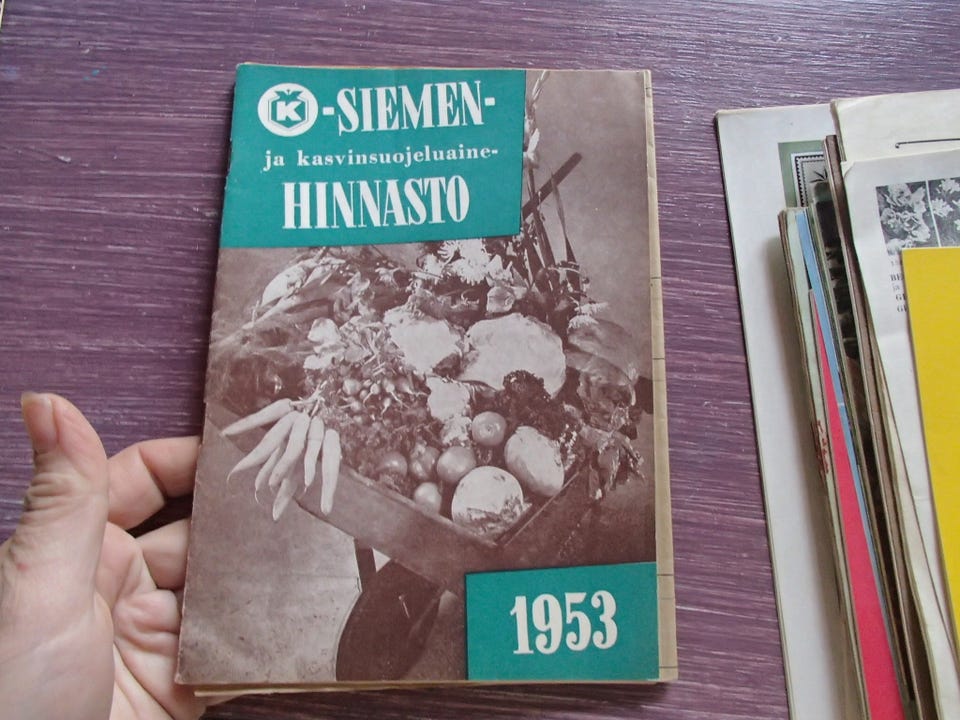 K-SIEMEN-
ja kasvinsuojeluaine-
HINNASTO
1953